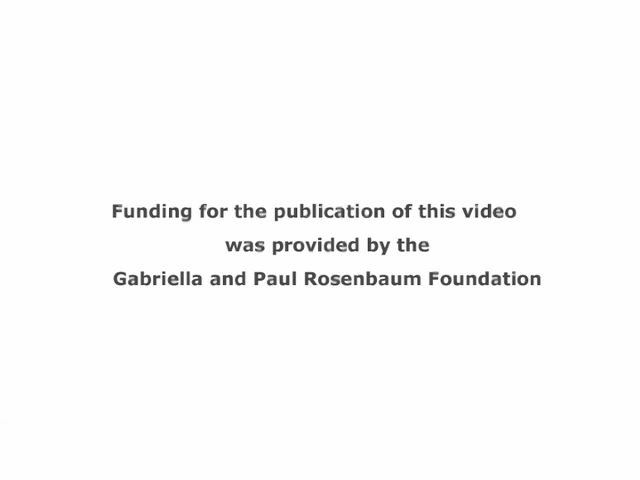 Funding for the publication of this video
was provided by the
Gabriella and Paul Rosenbaum Foundation